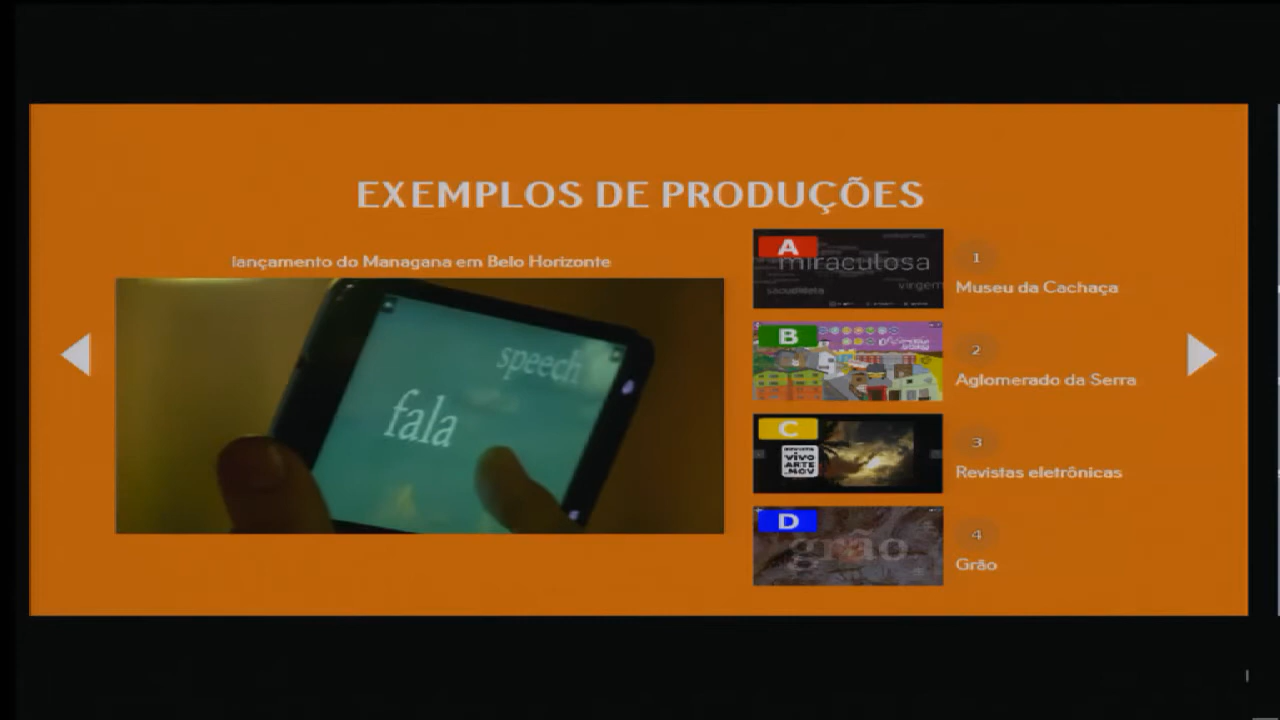 EXEMPLOS DE PRODUÇÕES
lançamento do Managana em Belo Horizonte
speech
fala
A
miraculosa
virgem
1
Museu da Cachaça
B
2
Aglomerado da Serra
C
VIVO
ARTE
.MOV
3
Revistas eletrônicas
D
grão
4
Grão